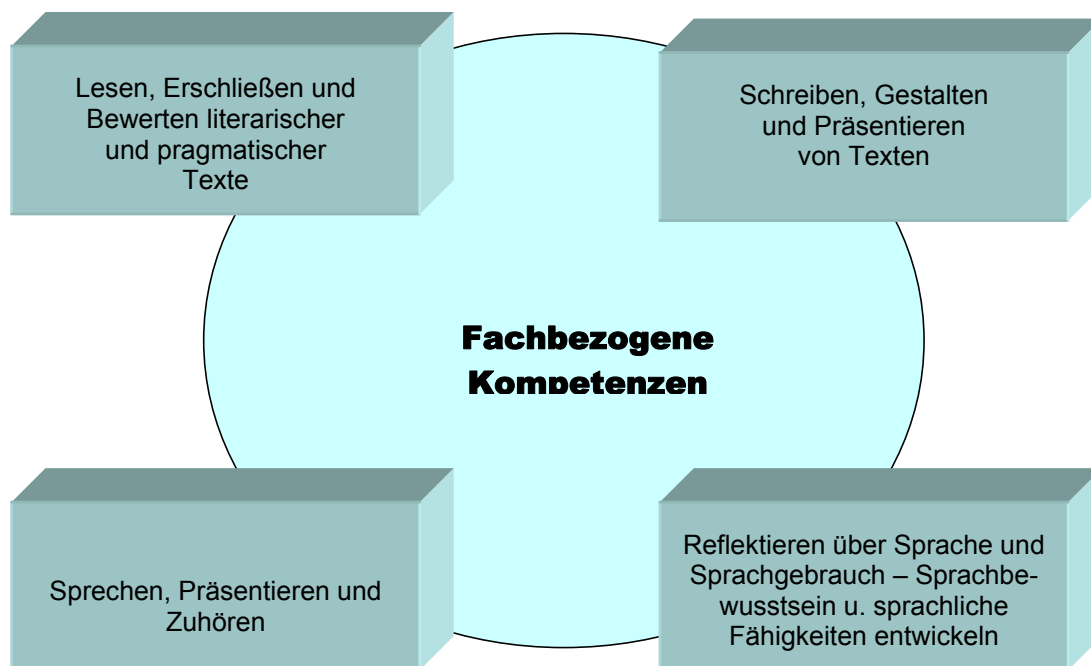 Lesen, Erschließen und
Bewerten literarischer
und pragmatischer
Texte
Schreiben, Gestalten
und Präsentieren
von Texten
Fachbezogene
Kompetenzen
Sprechen, Präsentieren und
Zuhören
Reflektieren über Sprache und
Sprachgebrauch – Sprachbe-
wusstsein u. sprachliche
Fähigkeiten entwickeln